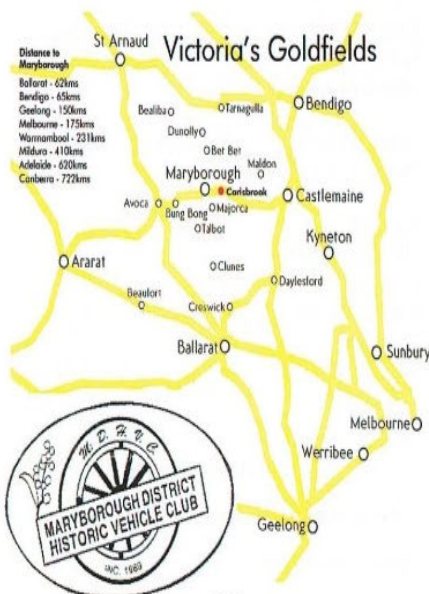 Victoria's Goldfields
Distance to
Maryborough
Ballarat - 62kms
Bendigo - 65kms
Geelong - 150kms
Melbourne - 175kms
Warrnambool - 231kms
Mildura - 410kms
Adelaide - 620kms
Canberra - 722kms
St Arnaud
Bealiba
Tarnagulla
Bendigo
Dunolly
Bet Bet
Maldon
Maryborough
Carisbrook
Castlemaine
Avoca
Bung Bong
Majorca
Talbot
Kyneton
Ararat
Clunes
Daylesford
Beaufort
Creswick
Ballarat
Sunbury
Melbourne
Werribee
Geelong
M. D. H. V. C.
MARYBOROUGH DISTRICT
HISTORIC VEHICLE CLUB
INC. 1969